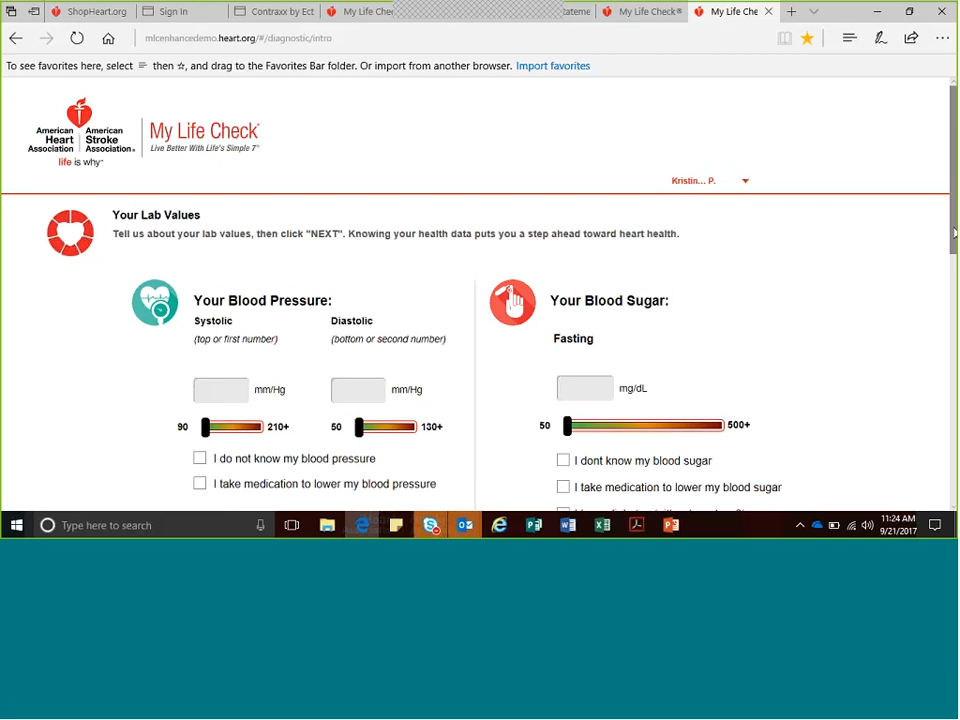 ShopHeart.org
Sign In
Contraxx by Ect
My Life Chec
tateme
My Life Check®
My Life Che
mlcenhancedemo.heart.org/#/diagnostic/intro
To see favorites here, select then ☆, and drag to the Favorites Bar folder. Or import from another browser. Import favorites
American Heart Association
American Stroke Association®
life is why™
My Life Check®
Live Better With Life's Simple 7™
Kristin... P.
Your Lab Values
Tell us about your lab values, then click "NEXT". Knowing your health data puts you a step ahead toward heart health.
Your Blood Pressure:
Systolic
Diastolic
(top or first number)
(bottom or second number)
mm/Hg
mm/Hg
90
210+
50
130+
I do not know my blood pressure
I take medication to lower my blood pressure
Your Blood Sugar:
Fasting
mg/dL
50
500+
I dont know my blood sugar
I take medication to lower my blood sugar
Type here to search
11:24 AM
9/21/2017